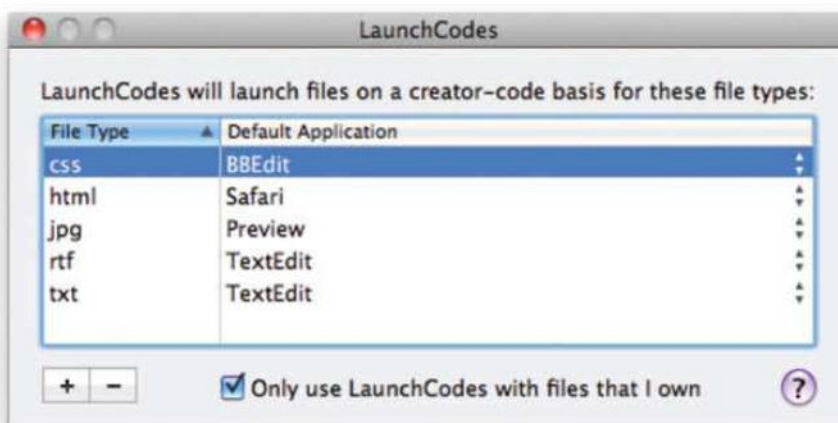 LaunchCodes
LaunchCodes will launch files on a creator-code basis for these file types:
File Type Default Application
css BBEdit
html Safari
jpg Preview
rtf TextEdit
txt TextEdit
+ − Only use LaunchCodes with files that I own ?